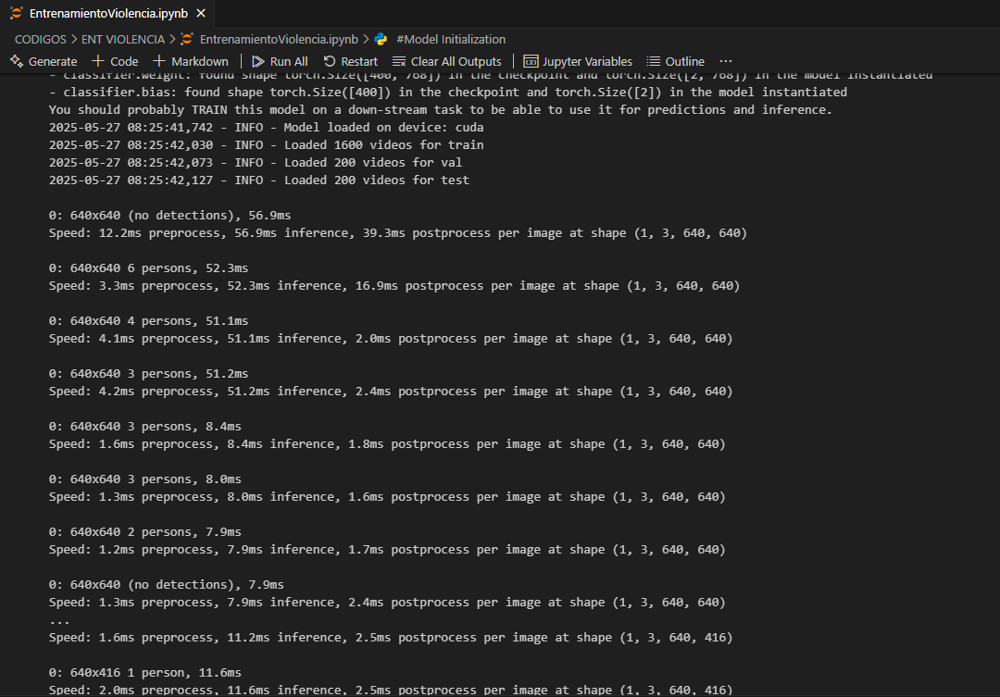 EntrenamientoViolencia.ipynb
CODIGOS > ENT VIOLENCIA > EntrenamientoViolencia.ipynb > #Model Initialization
Generate + Code + Markdown | Run All Restart Clear All Outputs | Jupyter Variables Outline ...
- classifier.weight: found shape torch.Size([400, 768]) in the checkpoint and torch.Size([2, 768]) in the model instantiated
- classifier.bias: found shape torch.Size([400]) in the checkpoint and torch.Size([2]) in the model instantiated
You should probably TRAIN this model on a down-stream task to be able to use it for predictions and inference.
2025-05-27 08:25:41,742 - INFO - Model loaded on device: cuda
2025-05-27 08:25:42,030 - INFO - Loaded 1600 videos for train
2025-05-27 08:25:42,073 - INFO - Loaded 200 videos for val
2025-05-27 08:25:42,127 - INFO - Loaded 200 videos for test
0: 640x640 (no detections), 56.9ms
Speed: 12.2ms preprocess, 56.9ms inference, 39.3ms postprocess per image at shape (1, 3, 640, 640)
0: 640x640 6 persons, 52.3ms
Speed: 3.3ms preprocess, 52.3ms inference, 16.9ms postprocess per image at shape (1, 3, 640, 640)
0: 640x640 4 persons, 51.1ms
Speed: 4.1ms preprocess, 51.1ms inference, 2.0ms postprocess per image at shape (1, 3, 640, 640)
0: 640x640 3 persons, 51.2ms
Speed: 4.2ms preprocess, 51.2ms inference, 2.4ms postprocess per image at shape (1, 3, 640, 640)
0: 640x640 3 persons, 8.4ms
Speed: 1.6ms preprocess, 8.4ms inference, 1.8ms postprocess per image at shape (1, 3, 640, 640)
0: 640x640 3 persons, 8.0ms
Speed: 1.3ms preprocess, 8.0ms inference, 1.6ms postprocess per image at shape (1, 3, 640, 640)
0: 640x640 2 persons, 7.9ms
Speed: 1.2ms preprocess, 7.9ms inference, 1.7ms postprocess per image at shape (1, 3, 640, 640)
0: 640x640 (no detections), 7.9ms
Speed: 1.3ms preprocess, 7.9ms inference, 2.4ms postprocess per image at shape (1, 3, 640, 640)
...
Speed: 1.6ms preprocess, 11.2ms inference, 2.5ms postprocess per image at shape (1, 3, 640, 416)
0: 640x416 1 person, 11.6ms
Speed: 2.0ms preprocess, 11.6ms inference, 2.5ms postprocess per image at shape (1, 3, 640, 416)